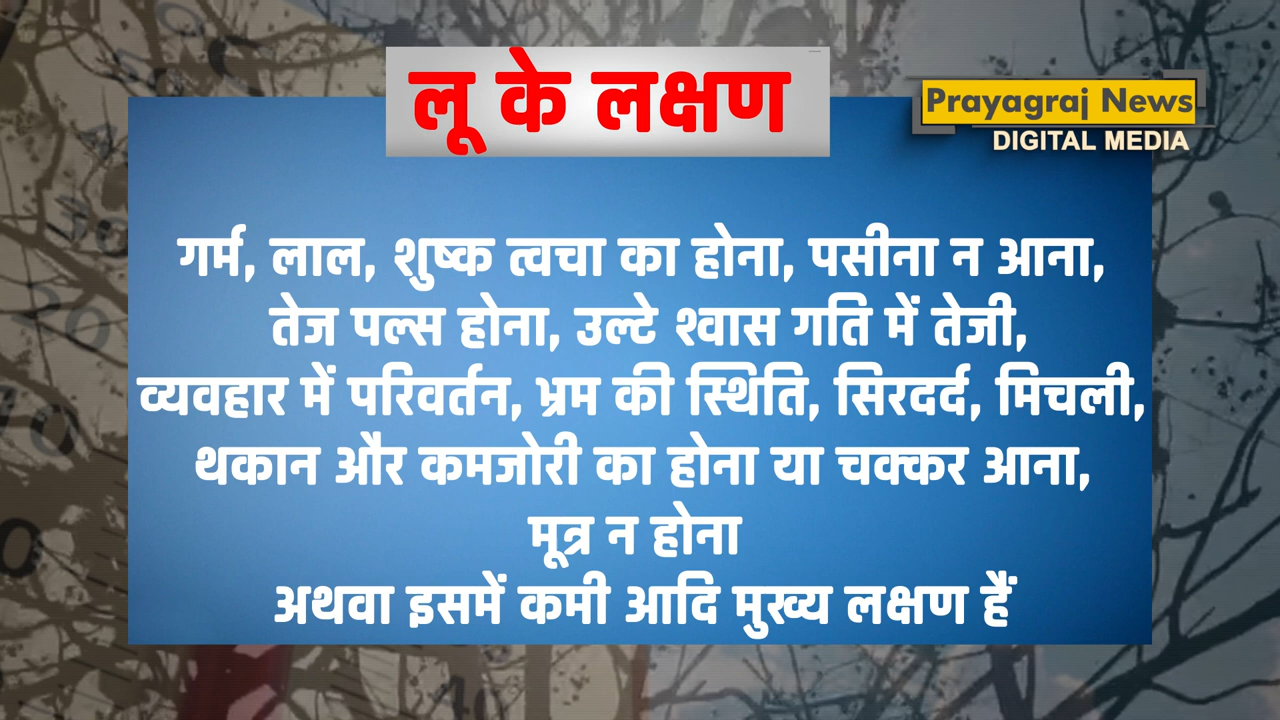 लू के लक्षण
Prayagraj News
DIGITAL MEDIA
गर्म, लाल, शुष्क त्वचा का होना, पसीना न आना,
तेज पल्स होना, उल्टे श्वास गति में तेजी,
व्यवहार में परिवर्तन, भ्रम की स्थिति, सिरदर्द, मिचली,
थकान और कमजोरी का होना या चक्कर आना,
मूत्र न होना
अथवा इसमें कमी आदि मुख्य लक्षण हैं